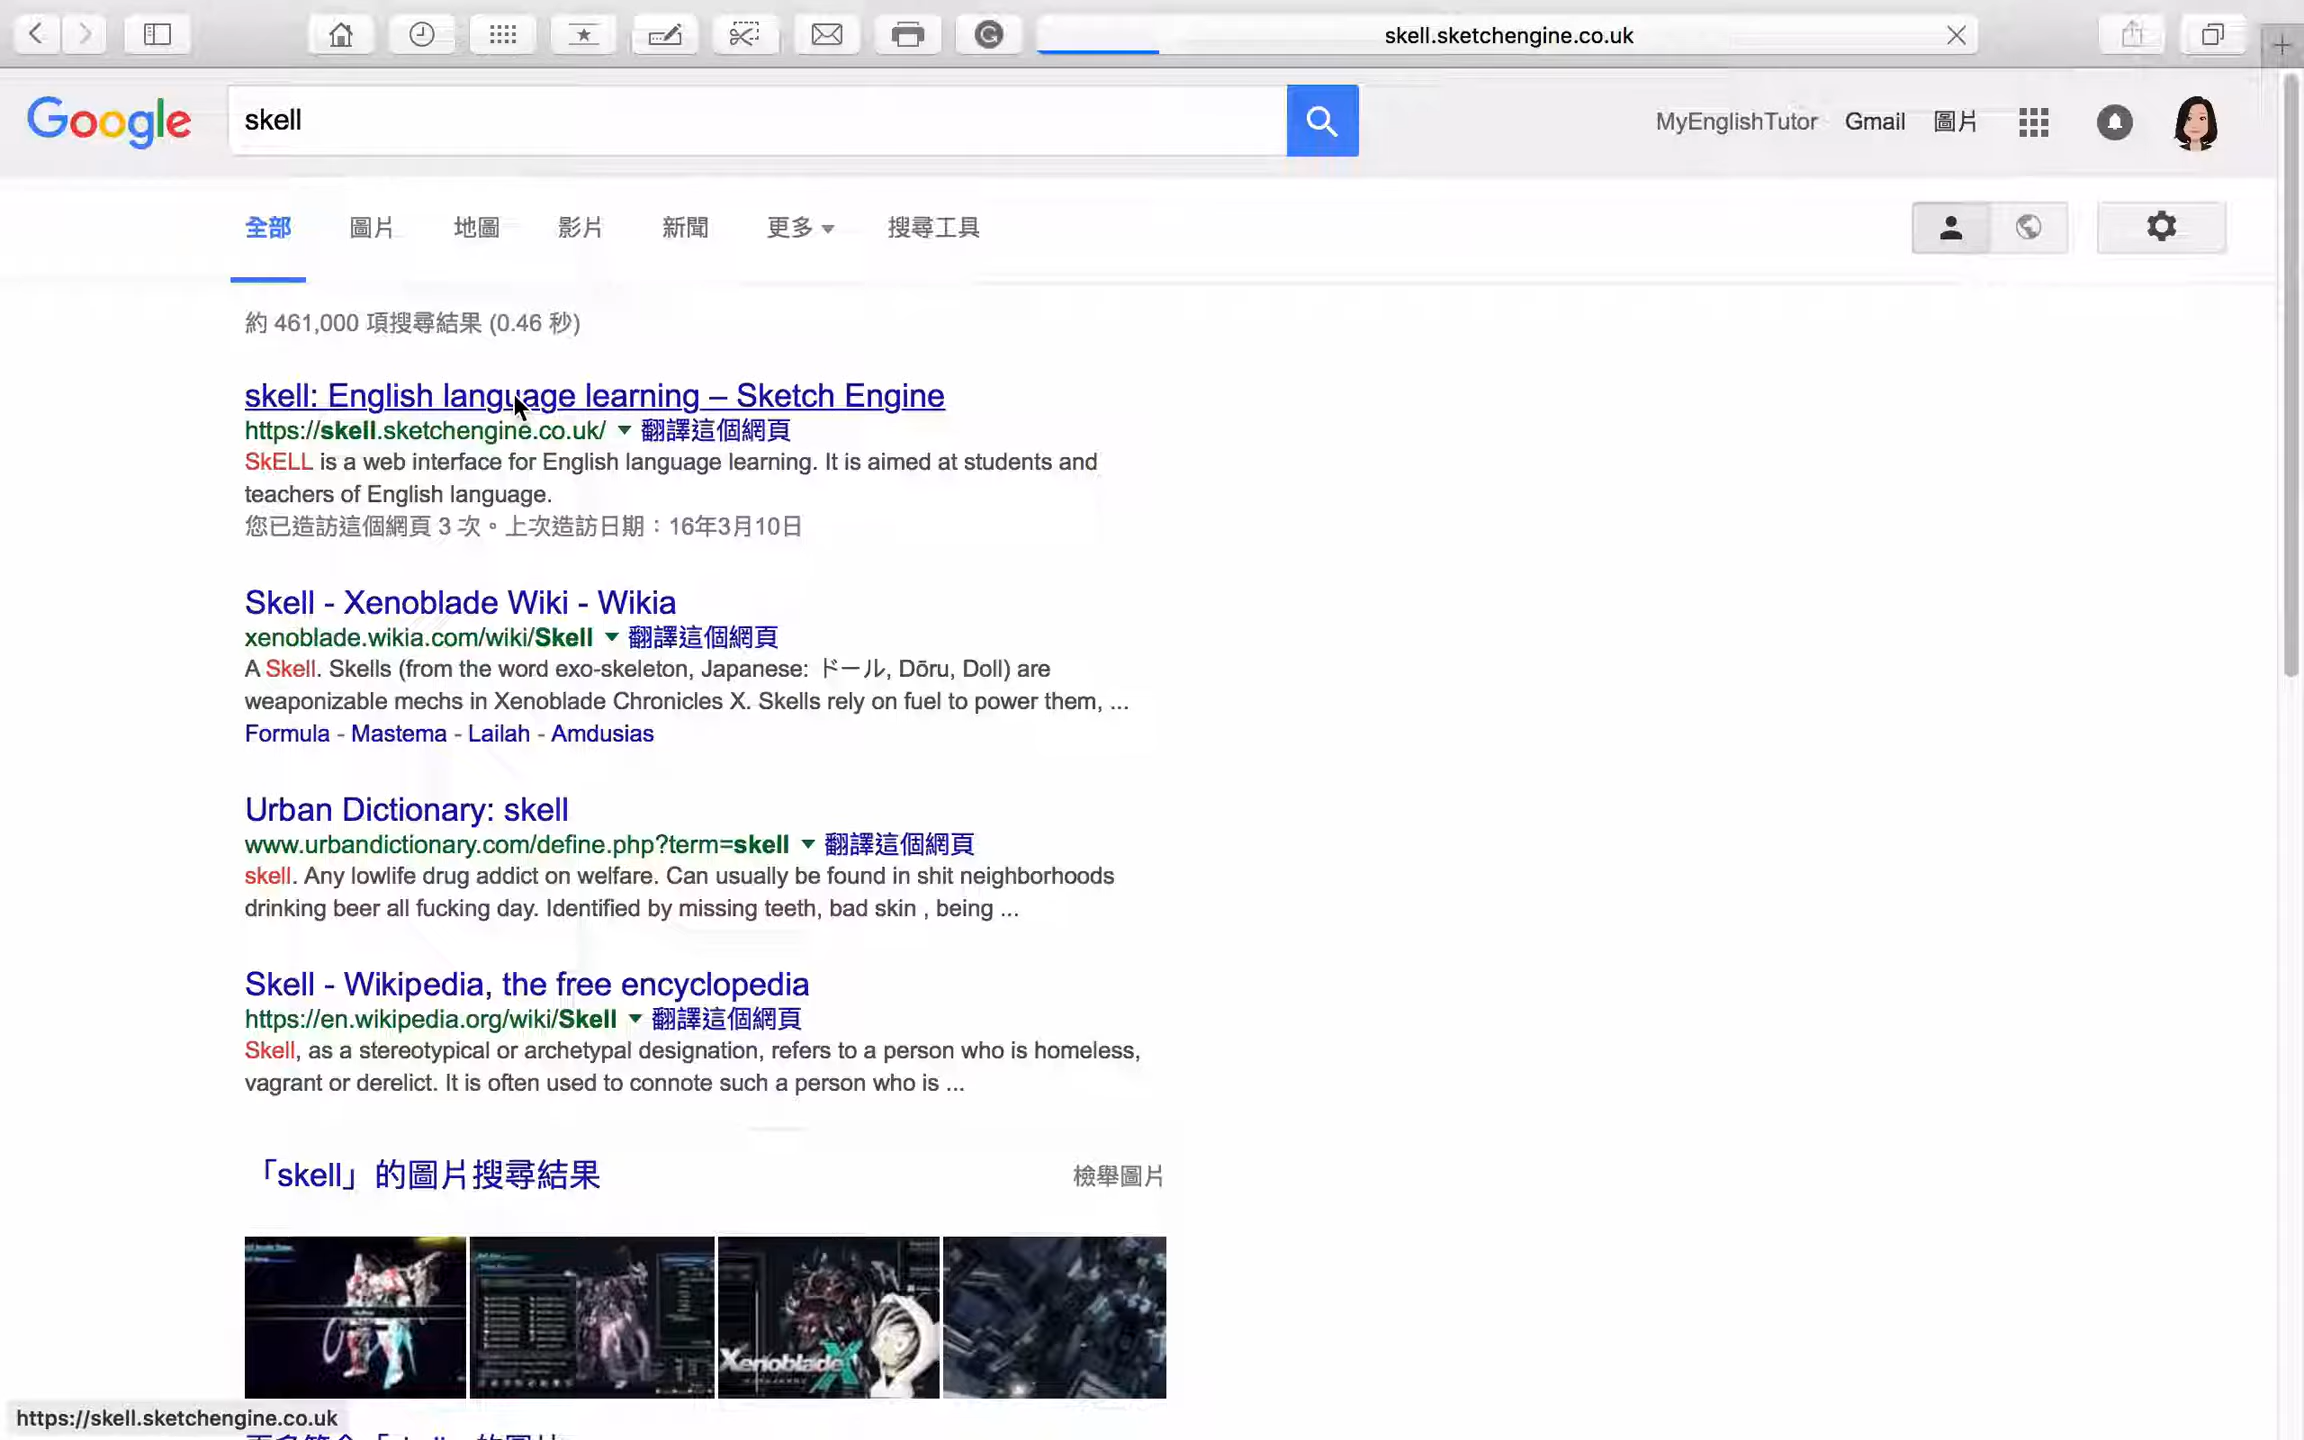 skell.sketchengine.co.uk
Google
skell
MyEnglishTutor Gmail 圖片
全部 圖片 地圖 影片 新聞 更多 搜尋工具
約 461,000 項搜尋結果 (0.46 秒)
skell: English language learning – Sketch Engine
https://skell.sketchengine.co.uk/ 翻譯這個網頁
SkELL is a web interface for English language learning. It is aimed at students and
teachers of English language.
您已造訪這個網頁 3 次。上次造訪日期：16年3月10日
Skell - Xenoblade Wiki - Wikia
xenoblade.wikia.com/wiki/Skell 翻譯這個網頁
A Skell. Skells (from the word exo-skeleton, Japanese: ドール, Dōru, Doll) are
weaponizable mechs in Xenoblade Chronicles X. Skells rely on fuel to power them, ...
Formula - Mastema - Lailah - Amdusias
Urban Dictionary: skell
www.urbandictionary.com/define.php?term=skell 翻譯這個網頁
skell. Any lowlife drug addict on welfare. Can usually be found in shit neighborhoods
drinking beer all fucking day. Identified by missing teeth, bad skin , being ...
Skell - Wikipedia, the free encyclopedia
https://en.wikipedia.org/wiki/Skell 翻譯這個網頁
Skell, as a stereotypical or archetypal designation, refers to a person who is homeless,
vagrant or derelict. It is often used to connote such a person who is ...
「skell」的圖片搜尋結果 檢舉圖片
Xenoblade X
https://skell.sketchengine.co.uk